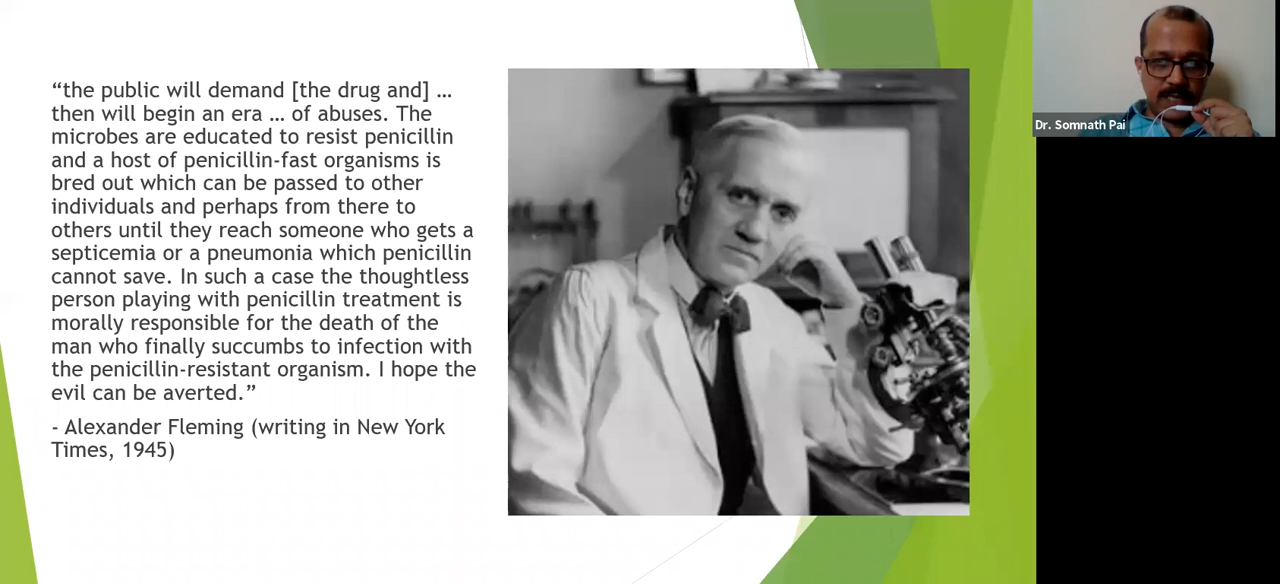 “the public will demand [the drug and] …
then will begin an era … of abuses. The
microbes are educated to resist penicillin
and a host of penicillin-fast organisms is
bred out which can be passed to other
individuals and perhaps from there to
others until they reach someone who gets a
septicemia or a pneumonia which penicillin
cannot save. In such a case the thoughtless
person playing with penicillin treatment is
morally responsible for the death of the
man who finally succumbs to infection with
the penicillin-resistant organism. I hope the
evil can be averted.”
- Alexander Fleming (writing in New York
Times, 1945)
Dr. Somnath Pai